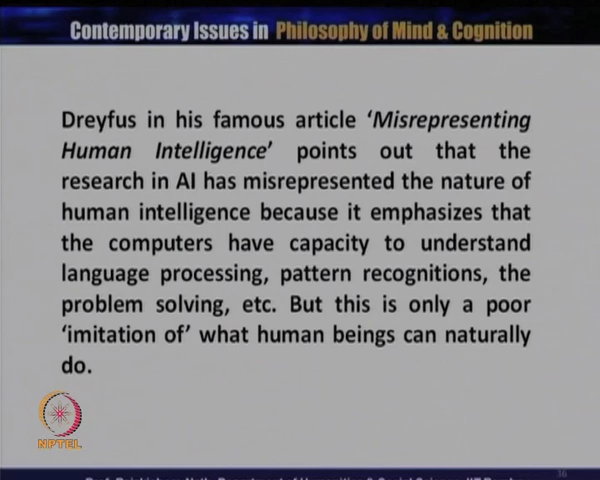 Contemporary Issues in Philosophy of Mind & Cognition
Dreyfus in his famous article ‘Misrepresenting
Human Intelligence’ points out that the
research in AI has misrepresented the nature of
human intelligence because it emphasizes that
the computers have capacity to understand
language processing, pattern recognitions, the
problem solving, etc. But this is only a poor
‘imitation of’ what human beings can naturally
do.
NPTEL
36